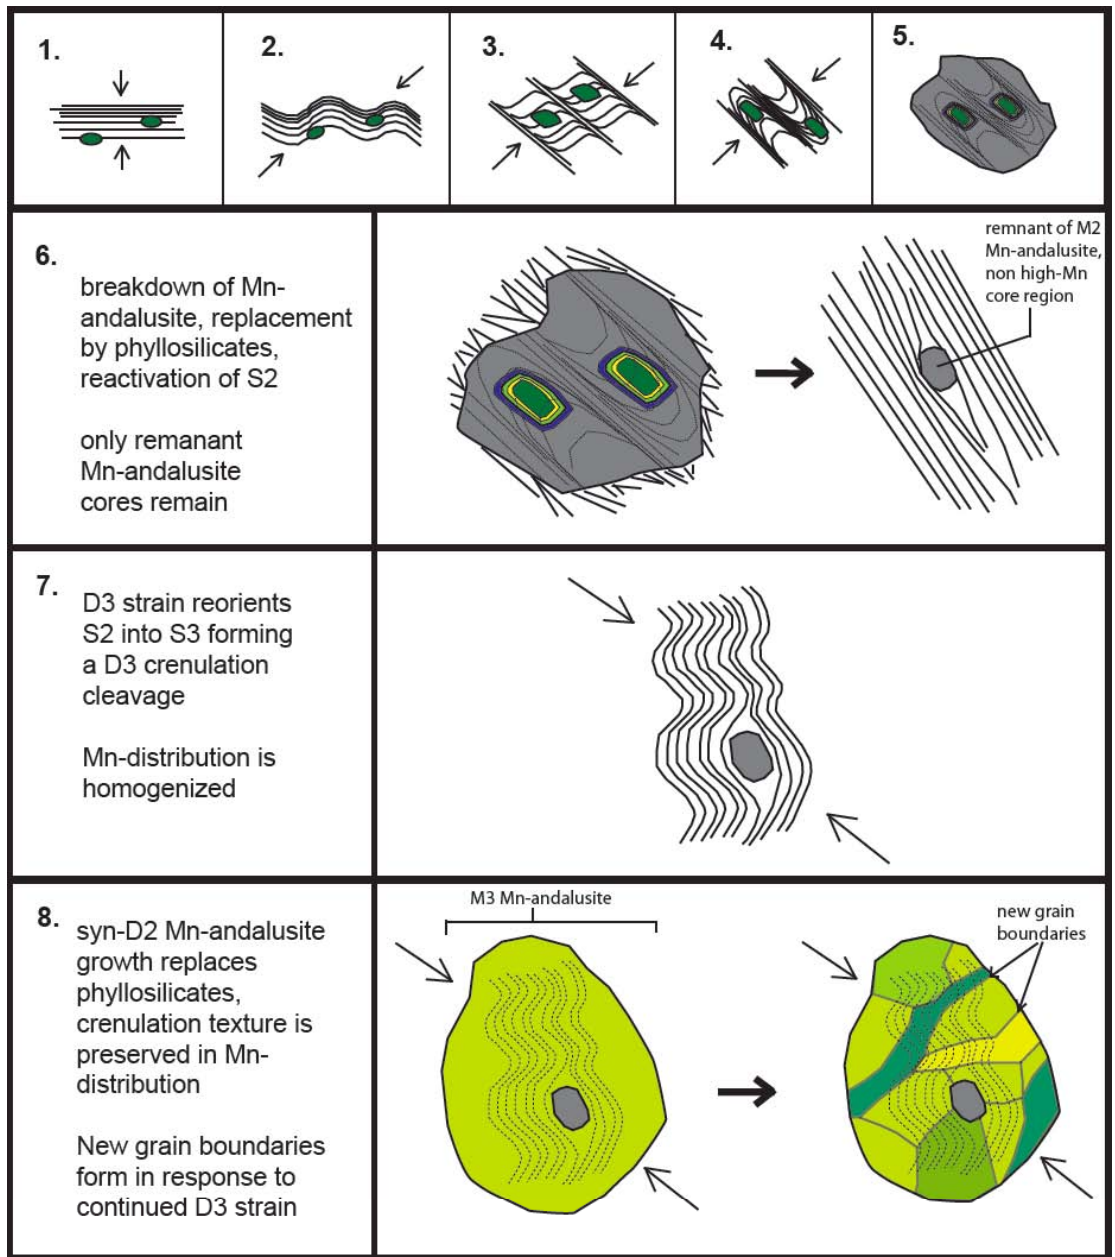 1.
2.
3.
4.
5.
6.
breakdown of Mn-
andalusite, replacement
by phyllosilicates,
reactivation of S2
only remanant
Mn-andalusite
cores remain
remnant of M2
Mn-andalusite,
non high-Mn
core region
7.
D3 strain reorients
S2 into S3 forming
a D3 crenulation
cleavage
Mn-distribution is
homogenized
8.
syn-D2 Mn-andalusite
growth replaces
phyllosilicates,
crenulation texture is
preserved in Mn-
distribution
New grain boundaries
form in response to
continued D3 strain
M3 Mn-andalusite
new grain
boundaries